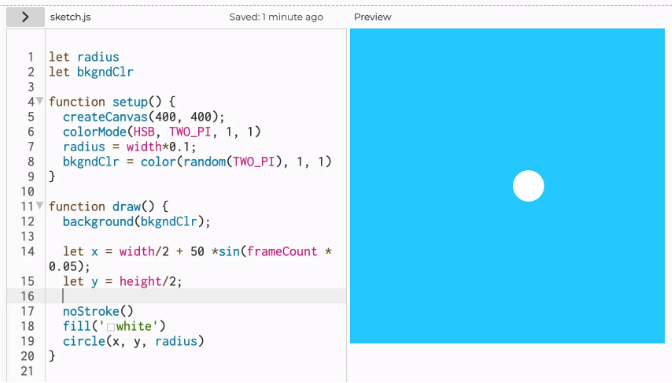 sketch.js Saved: 1 minute ago Preview
1 let radius
2 let bkgndClr
3
4 function setup() {
5 createCanvas(400, 400);
6 colorMode(HSB, TWO_PI, 1, 1)
7 radius = width*0.1;
8 bkgndClr = color(random(TWO_PI), 1, 1)
9 }
10
11 function draw() {
12 background(bkgndClr);
13
14 let x = width/2 + 50 *sin(frameCount *
0.05);
15 let y = height/2;
16
17 noStroke()
18 fill('white')
19 circle(x, y, radius)
20 }
21